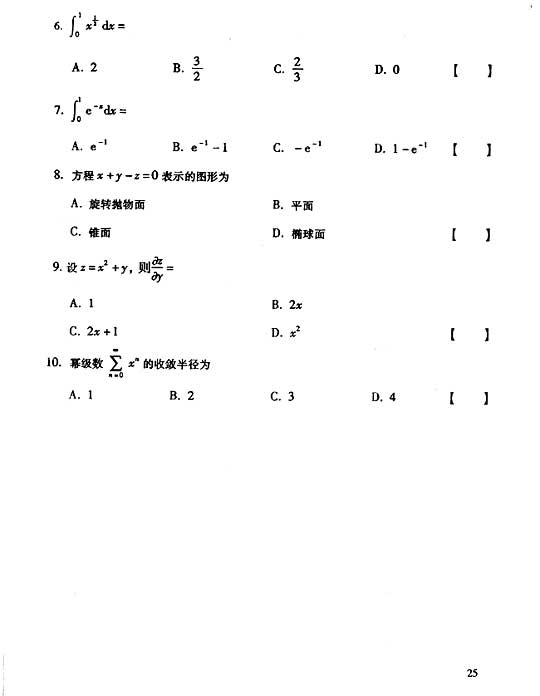 6. ∫₀¹ x^{1/2} dx =
A. 2 B. 3/2 C. 2/3 D. 0 【 】
7. ∫₀¹ e⁻ˣdx =
A. e⁻¹ B. e⁻¹ − 1 C. − e⁻¹ D. 1 − e⁻¹ 【 】
8. 方程 x + y − z = 0 表示的图形为
A. 旋转抛物面 B. 平面
C. 锥面 D. 椭球面 【 】
9. 设 z = x² + y, 则 ∂z/∂y =
A. 1 B. 2x
C. 2x + 1 D. x² 【 】
10. 幂级数 ∑_{n=0}^{∞} xⁿ 的收敛半径为
A. 1 B. 2 C. 3 D. 4 【 】
25